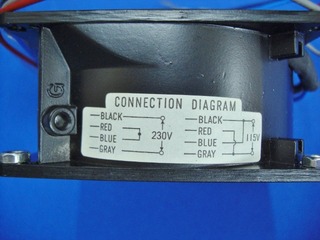 CONNECTION DIAGRAM
BLACK
RED
BLUE
GRAY
230V
BLACK
RED
BLUE
GRAY
115V